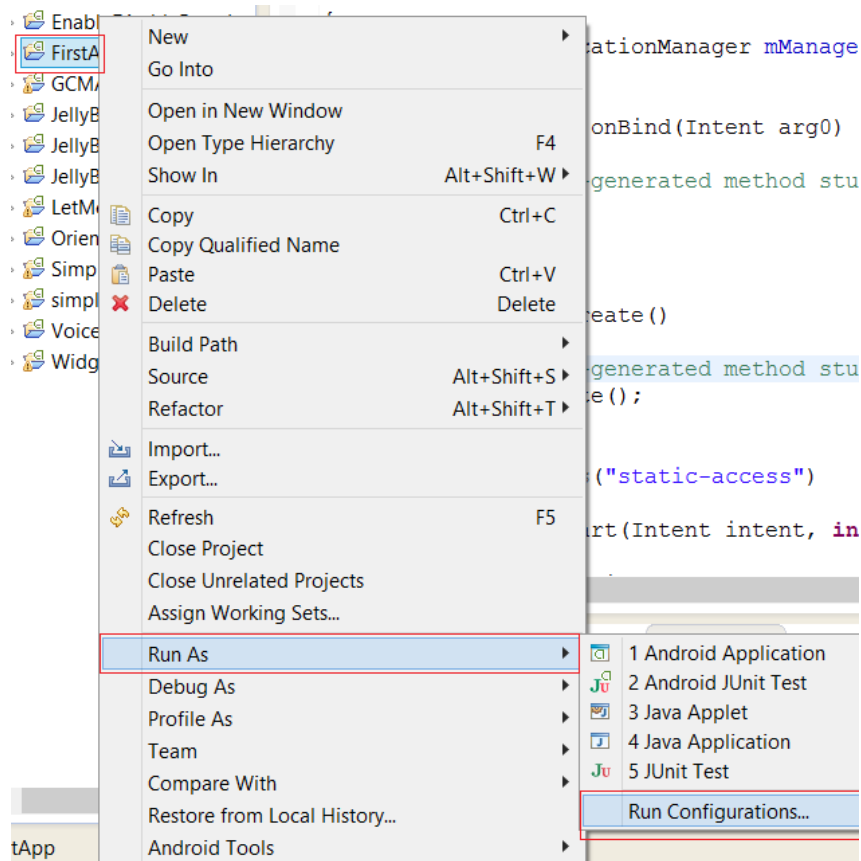 Enabl
FirstA
GCMA
JellyB
JellyB
JellyB
LetMe
Orien
Simp
simpl
Voice
Widg
New
Go Into
Open in New Window
Open Type Hierarchy F4
Show In Alt+Shift+W
Copy Ctrl+C
Copy Qualified Name
Paste Ctrl+V
Delete Delete
Build Path
Source Alt+Shift+S
Refactor Alt+Shift+T
Import...
Export...
Refresh F5
Close Project
Close Unrelated Projects
Assign Working Sets...
Run As
Debug As
Profile As
Team
Compare With
Restore from Local History...
Android Tools
1 Android Application
2 Android JUnit Test
3 Java Applet
4 Java Application
5 JUnit Test
Run Configurations...
cationManager mManage
onBind(Intent arg0)
-generated method stu
reate()
-generated method stu
te();
("static-access")
art(Intent intent, in
tApp